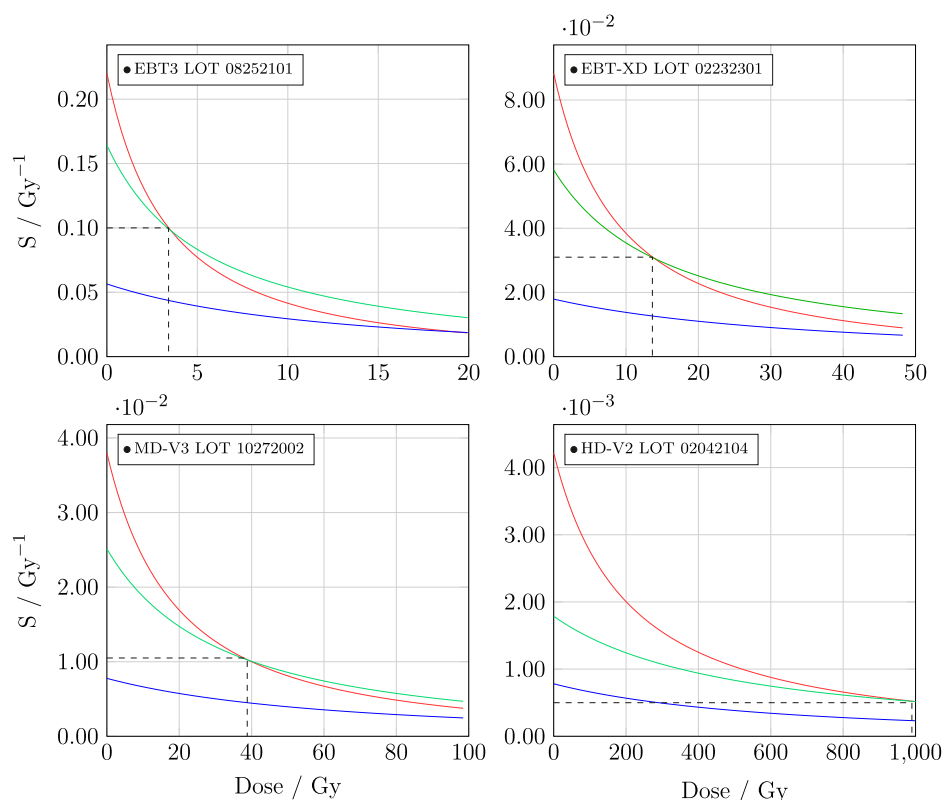 EBT3 LOT 08252101
0.20
0.15
0.10
0.05
0.00
0 5 10 15 20
S / Gy⁻¹
·10⁻²
EBT-XD LOT 02232301
8.00
6.00
4.00
2.00
0.00
0 10 20 30 40 50
·10⁻²
MD-V3 LOT 10272002
4.00
3.00
2.00
1.00
0.00
0 20 40 60 80 100
S / Gy⁻¹
Dose / Gy
·10⁻³
HD-V2 LOT 02042104
4.00
3.00
2.00
1.00
0.00
0 200 400 600 800 1,000
Dose / Gy